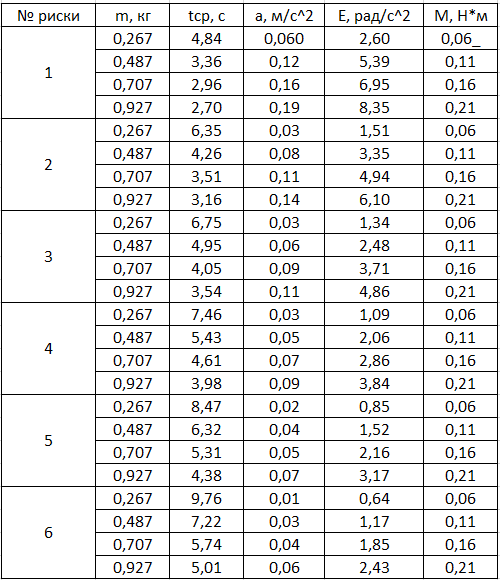 № риски m, кг tср, с a, м/с^2 E, рад/с^2 M, Н*м
1 0,267 4,84 0,060 2,60 0,06_
0,487 3,36 0,12 5,39 0,11
0,707 2,96 0,16 6,95 0,16
0,927 2,70 0,19 8,35 0,21
2 0,267 6,35 0,03 1,51 0,06
0,487 4,26 0,08 3,35 0,11
0,707 3,51 0,11 4,94 0,16
0,927 3,16 0,14 6,10 0,21
3 0,267 6,75 0,03 1,34 0,06
0,487 4,95 0,06 2,48 0,11
0,707 4,05 0,09 3,71 0,16
0,927 3,54 0,11 4,86 0,21
4 0,267 7,46 0,03 1,09 0,06
0,487 5,43 0,05 2,06 0,11
0,707 4,61 0,07 2,86 0,16
0,927 3,98 0,09 3,84 0,21
5 0,267 8,47 0,02 0,85 0,06
0,487 6,32 0,04 1,52 0,11
0,707 5,31 0,05 2,16 0,16
0,927 4,38 0,07 3,17 0,21
6 0,267 9,76 0,01 0,64 0,06
0,487 7,22 0,03 1,17 0,11
0,707 5,74 0,04 1,85 0,16
0,927 5,01 0,06 2,43 0,21